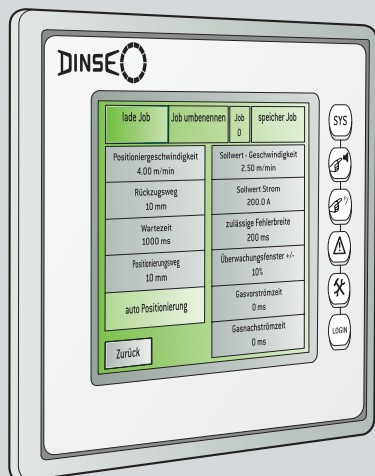 DINSE
lade Job
Job umbenennen
Job
0
speicher Job
Positioniergeschwindigkeit
4.00 m/min
Rückzugsweg
10 mm
Wartezeit
1000 ms
Positionierungsweg
10 mm
auto Positionierung
Zurück
Sollwert - Geschwindigkeit
2.50 m/min
Sollwert Strom
200.0 A
zulässige Fehlerbreite
200 ms
Überwachungsfenster +/-
10%
Gasvorströmzeit
0 ms
Gasnachströmzeit
0 ms
SYS
LOGIN